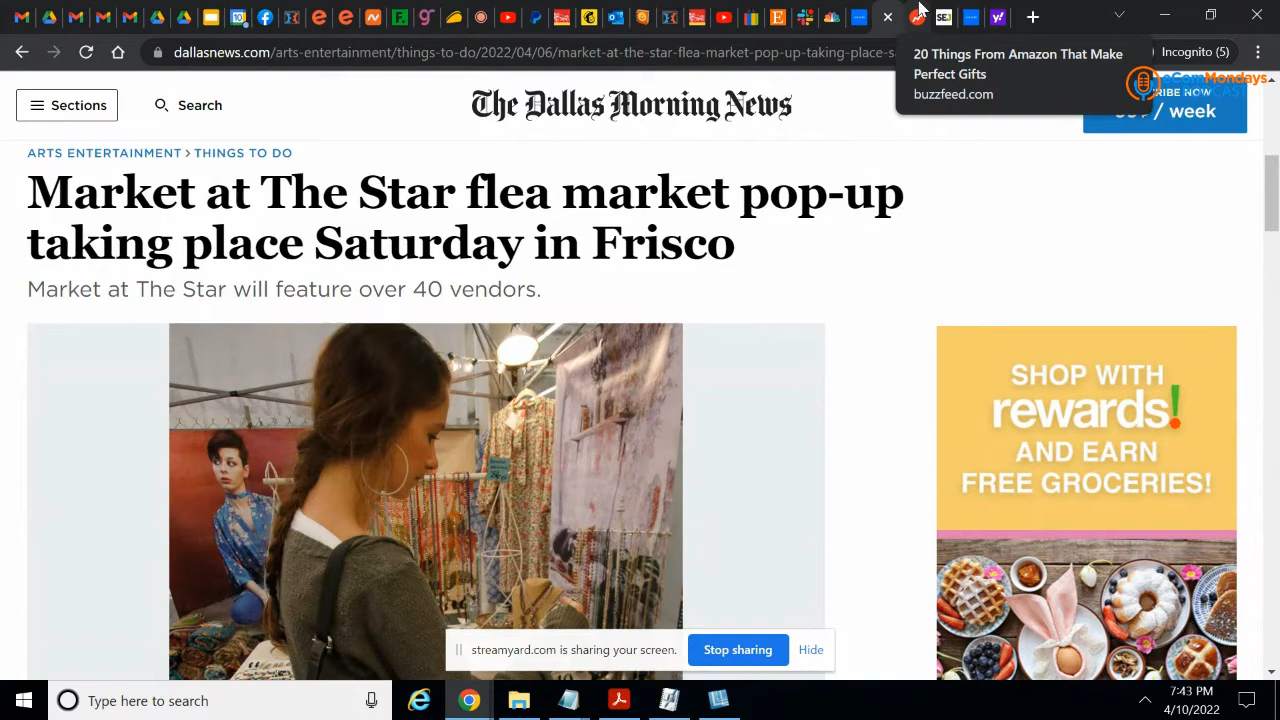 dallasnews.com/arts-entertainment/things-to-do/2022/04/06/market-at-the-star-flea-market-pop-up-taking-place-s
Incognito (5)
20 Things From Amazon That Make
Perfect Gifts
buzzfeed.com
eComMondays
Sections
Search
The Dallas Morning News
/ week
ARTS ENTERTAINMENT > THINGS TO DO
Market at The Star flea market pop-up
taking place Saturday in Frisco
Market at The Star will feature over 40 vendors.
SHOP WITH
rewards!
AND EARN
FREE GROCERIES!
streamyard.com is sharing your screen.
Stop sharing
Hide
Type here to search
7:43 PM
4/10/2022